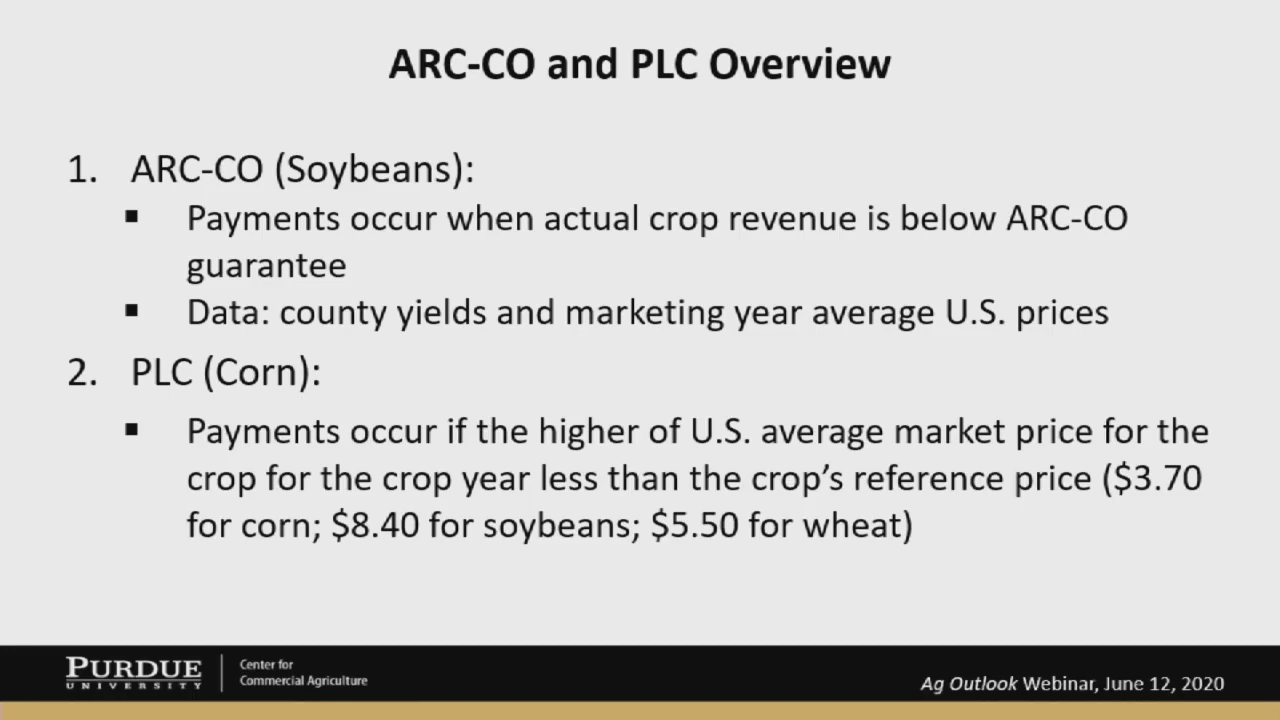 ARC-CO and PLC Overview
1. ARC-CO (Soybeans):
▪ Payments occur when actual crop revenue is below ARC-CO
guarantee
▪ Data: county yields and marketing year average U.S. prices
2. PLC (Corn):
▪ Payments occur if the higher of U.S. average market price for the
crop for the crop year less than the crop’s reference price ($3.70
for corn; $8.40 for soybeans; $5.50 for wheat)
PURDUE
UNIVERSITY
Center for
Commercial Agriculture
Ag Outlook Webinar, June 12, 2020